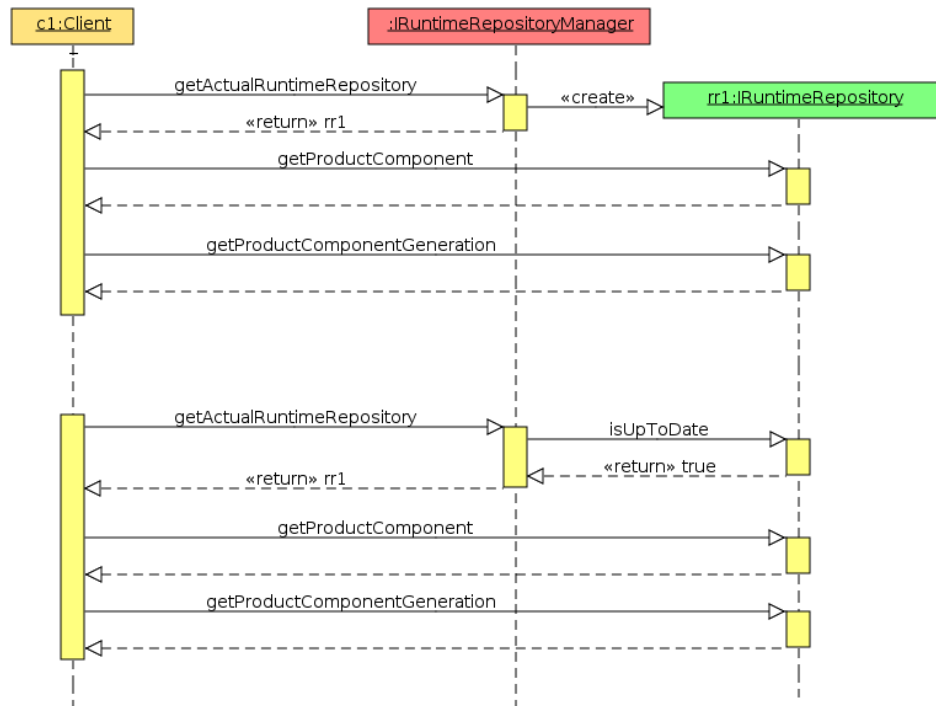 c1:Client
:IRuntimeRepositoryManager
getActualRuntimeRepository
«create»
rr1:IRuntimeRepository
«return» rr1
getProductComponent
getProductComponentGeneration
getActualRuntimeRepository
isUpToDate
«return» true
«return» rr1
getProductComponent
getProductComponentGeneration